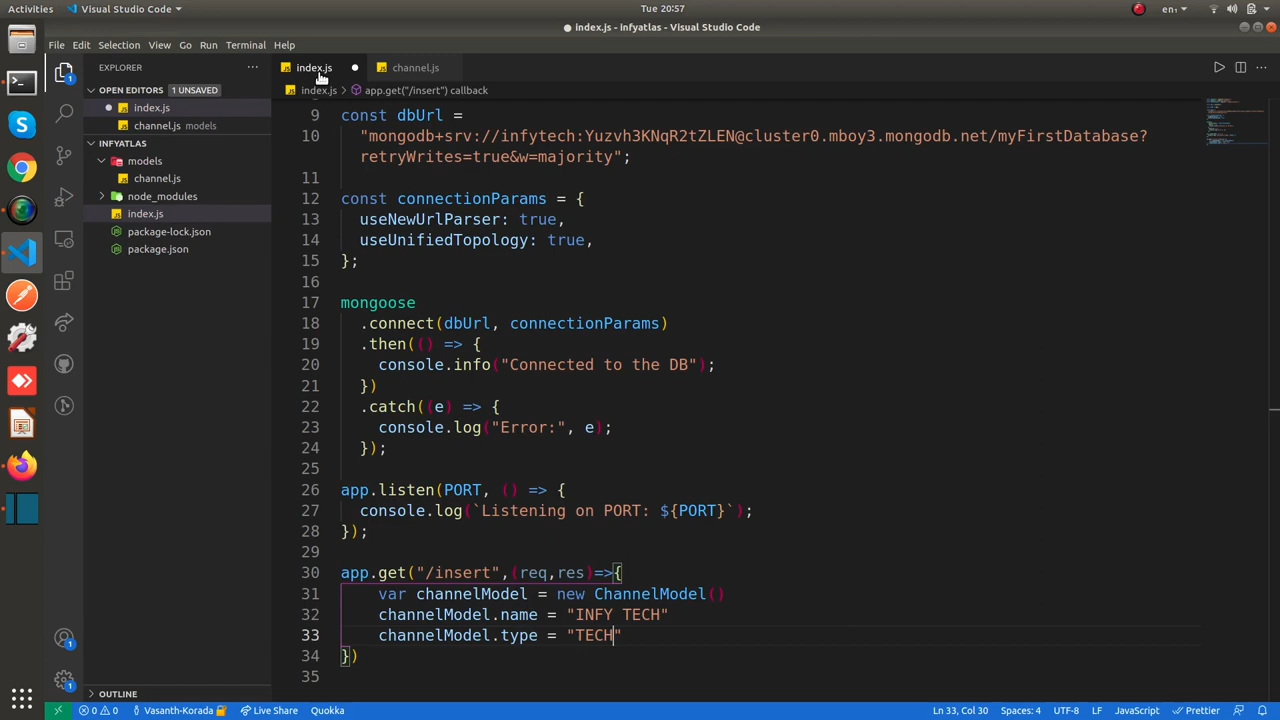 Activities
Visual Studio Code
Tue 20:57
en₁
index.js - Infyatlas - Visual Studio Code
File Edit Selection View Go Run Terminal Help
EXPLORER
OPEN EDITORS 1 UNSAVED
index.js
channel.js models
INFYATLAS
models
channel.js
node_modules
index.js
package-lock.json
package.json
OUTLINE
1
1
1
index.js
channel.js
index.js > app.get("/insert") callback
9 const dbUrl =
10 "mongodb+srv://infytech:Yuzvh3KNqR2tZLEN@cluster0.mboy3.mongodb.net/myFirstDatabase?
retryWrites=true&w=majority";
11
12 const connectionParams = {
13 useNewUrlParser: true,
14 useUnifiedTopology: true,
15 };
16
17 mongoose
18 .connect(dbUrl, connectionParams)
19 .then(() => {
20 console.info("Connected to the DB");
21 })
22 .catch((e) => {
23 console.log("Error:", e);
24 });
25
26 app.listen(PORT, () => {
27 console.log(`Listening on PORT: ${PORT}`);
28 });
29
30 app.get("/insert",(req,res)=>{
31 var channelModel = new ChannelModel()
32 channelModel.name = "INFY TECH"
33 channelModel.type = "TECH"
34 })
35
0 0 Vasanth-Korada Live Share Quokka Ln 33, Col 30 Spaces: 4 UTF-8 LF JavaScript Prettier